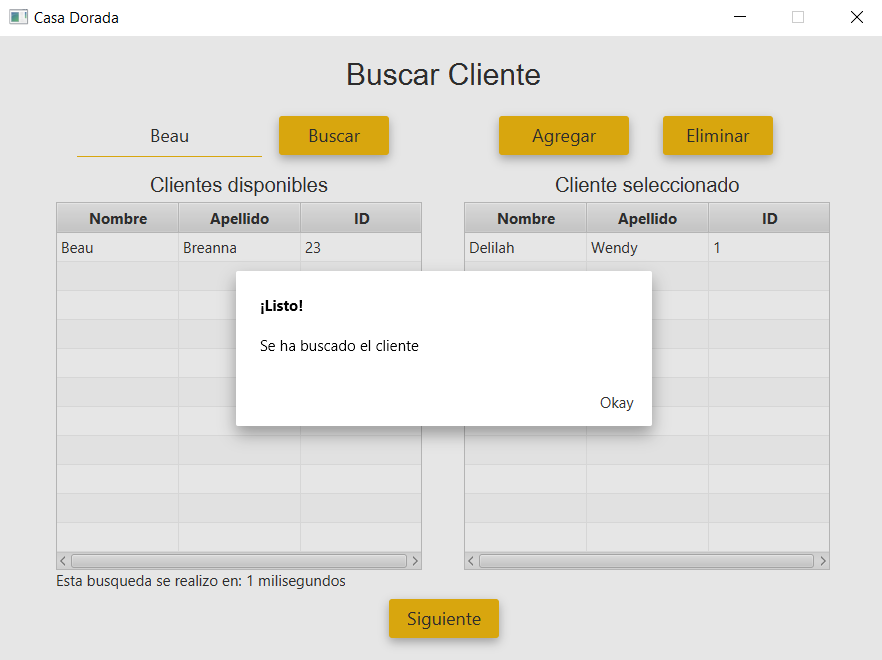 Casa Dorada
Buscar Cliente
Beau Buscar Agregar Eliminar
Clientes disponibles Cliente seleccionado
Nombre Apellido ID Nombre Apellido ID
Beau Breanna 23 Delilah Wendy 1
¡Listo!
Se ha buscado el cliente
Okay
Esta busqueda se realizo en: 1 milisegundos
Siguiente